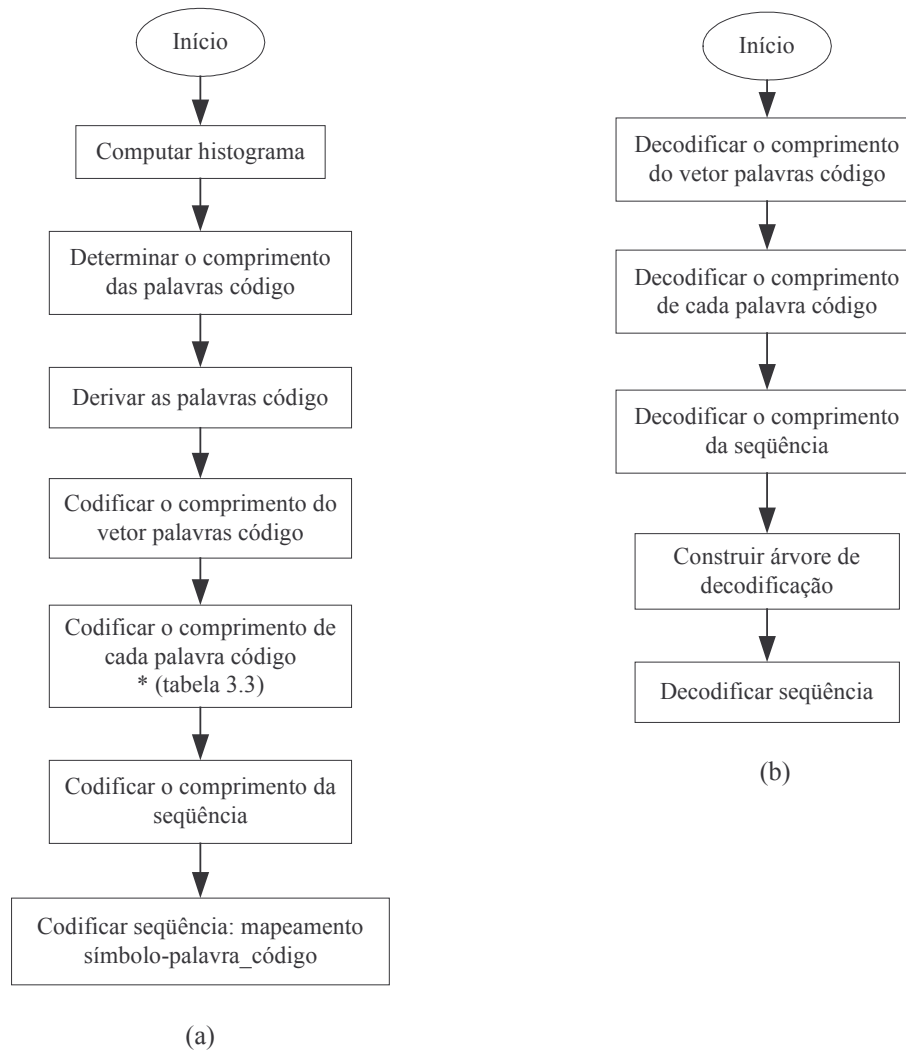 Início
Computar histograma
Determinar o comprimento
das palavras código
Derivar as palavras código
Codificar o comprimento do
vetor palavras código
Codificar o comprimento de
cada palavra código
* (tabela 3.3)
Codificar o comprimento da
seqüência
Codificar seqüência: mapeamento
símbolo-palavra_código
(a)
Início
Decodificar o comprimento
do vetor palavras código
Decodificar o comprimento
de cada palavra código
Decodificar o comprimento
da seqüência
Construir árvore de
decodificação
Decodificar seqüência
(b)